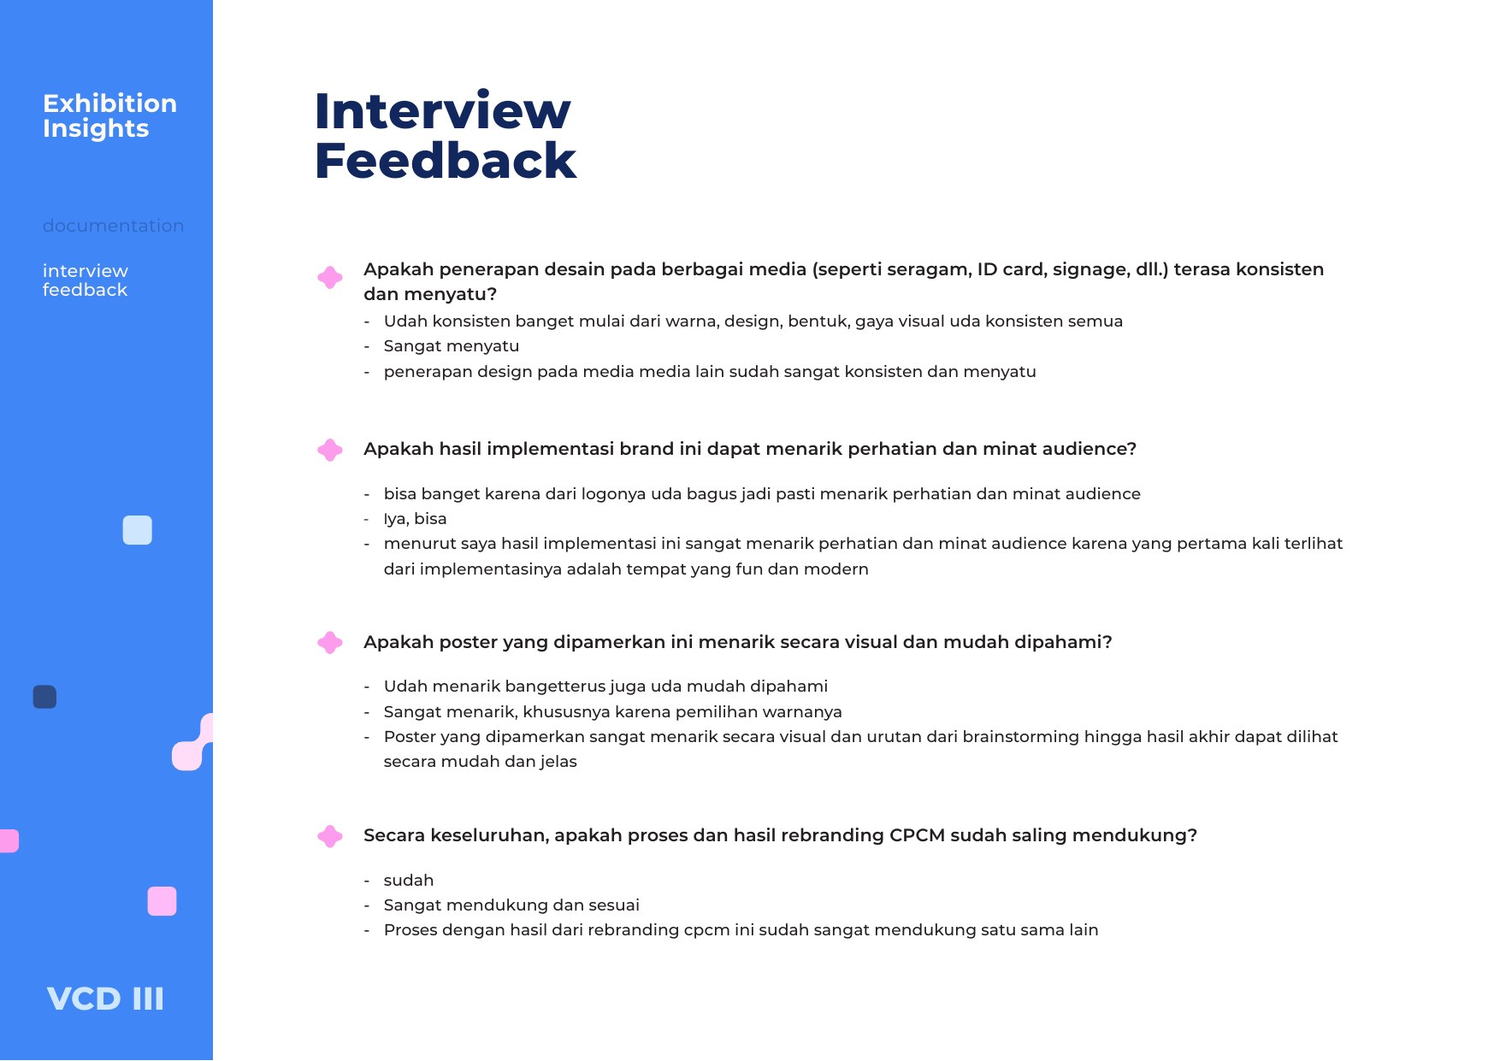 Exhibition
Insights
documentation
interview
feedback
VCD III
Interview
Feedback
Apakah penerapan desain pada berbagai media (seperti seragam, ID card, signage, dll.) terasa konsisten
dan menyatu?
- Udah konsisten banget mulai dari warna, design, bentuk, gaya visual uda konsisten semua
- Sangat menyatu
- penerapan design pada media media lain sudah sangat konsisten dan menyatu
Apakah hasil implementasi brand ini dapat menarik perhatian dan minat audience?
- bisa banget karena dari logonya uda bagus jadi pasti menarik perhatian dan minat audience
- Iya, bisa
- menurut saya hasil implementasi ini sangat menarik perhatian dan minat audience karena yang pertama kali terlihat
dari implementasinya adalah tempat yang fun dan modern
Apakah poster yang dipamerkan ini menarik secara visual dan mudah dipahami?
- Udah menarik bangetterus juga uda mudah dipahami
- Sangat menarik, khususnya karena pemilihan warnanya
- Poster yang dipamerkan sangat menarik secara visual dan urutan dari brainstorming hingga hasil akhir dapat dilihat
secara mudah dan jelas
Secara keseluruhan, apakah proses dan hasil rebranding CPCM sudah saling mendukung?
- sudah
- Sangat mendukung dan sesuai
- Proses dengan hasil dari rebranding cpcm ini sudah sangat mendukung satu sama lain